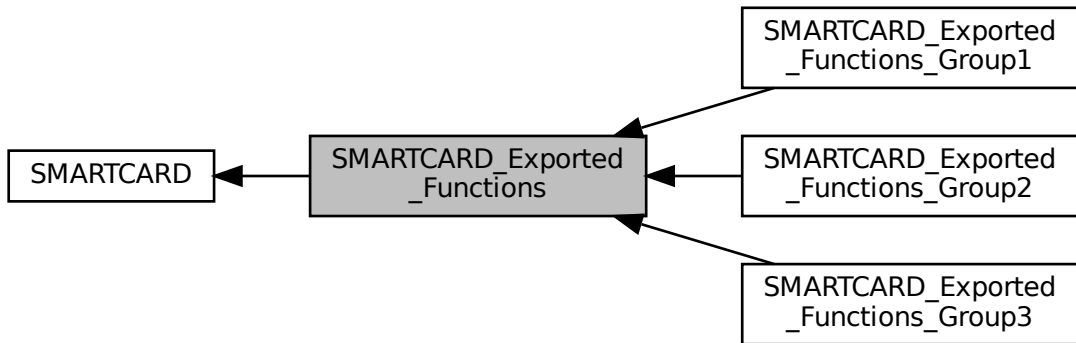 SMARTCARD
SMARTCARD_Exported
_Functions
SMARTCARD_Exported
_Functions_Group1
SMARTCARD_Exported
_Functions_Group2
SMARTCARD_Exported
_Functions_Group3